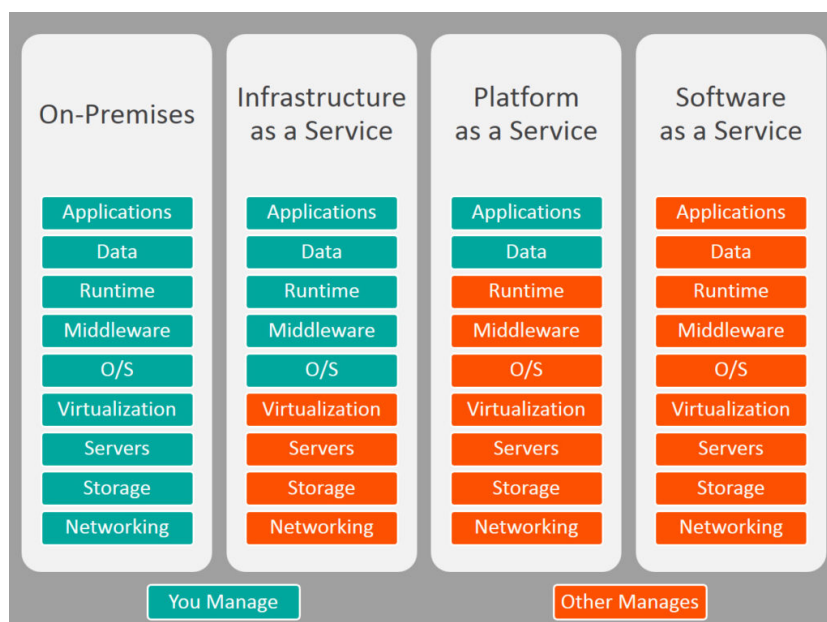 On-Premises
Applications
Data
Runtime
Middleware
O/S
Virtualization
Servers
Storage
Networking
Infrastructure
as a Service
Applications
Data
Runtime
Middleware
O/S
Virtualization
Servers
Storage
Networking
Platform
as a Service
Applications
Data
Runtime
Middleware
O/S
Virtualization
Servers
Storage
Networking
Software
as a Service
Applications
Data
Runtime
Middleware
O/S
Virtualization
Servers
Storage
Networking
You Manage
Other Manages